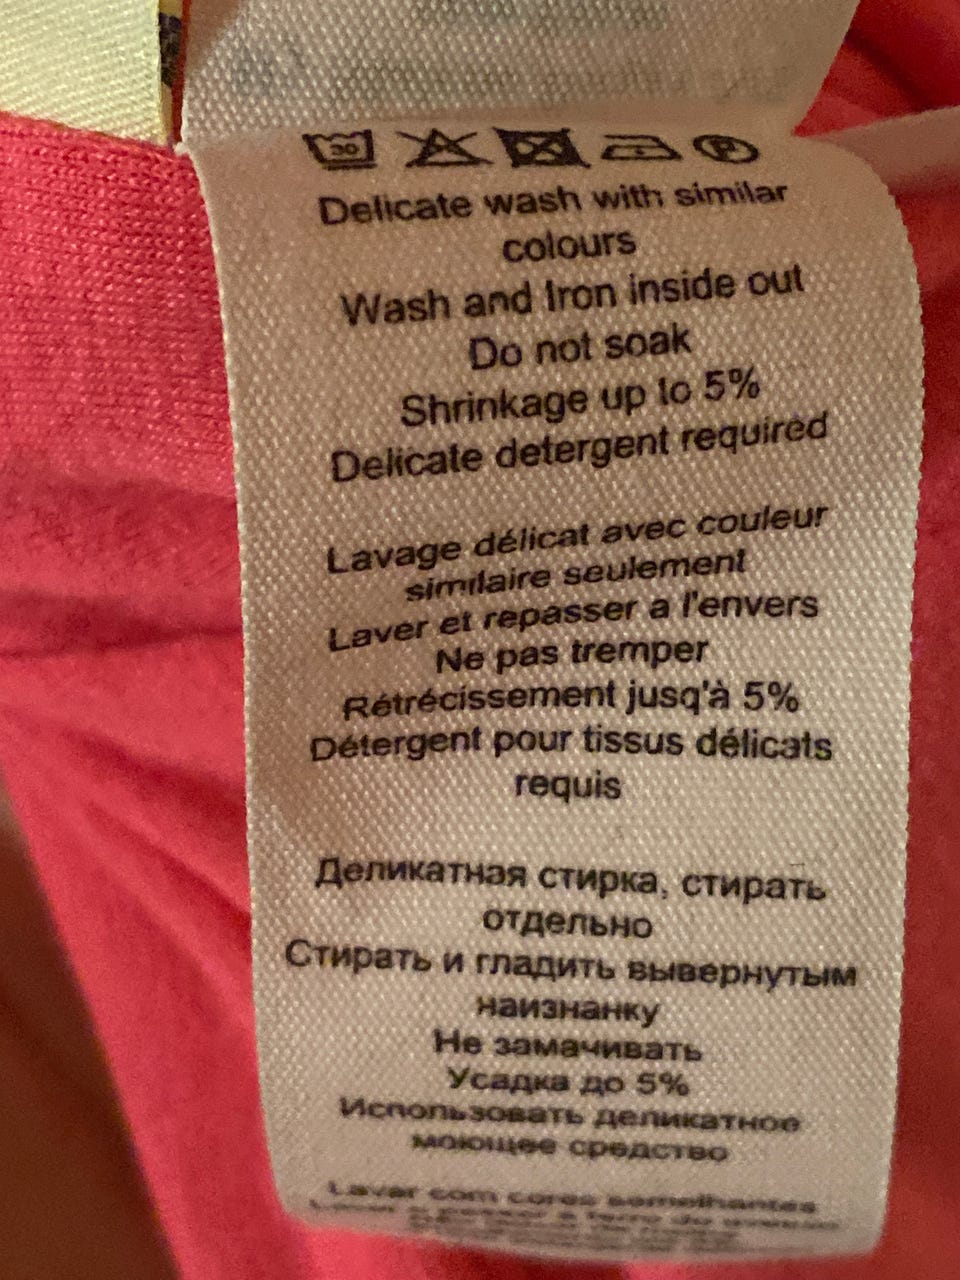 30 P
Delicate wash with similar
colours
Wash and Iron inside out
Do not soak
Shrinkage up to 5%
Delicate detergent required
Lavage délicat avec couleur
similaire seulement
Laver et repasser a l'envers
Ne pas tremper
Rétrécissement jusq'à 5%
Détergent pour tissus délicats
requis
Деликатная стирка, стирать
отдельно
Стирать и гладить вывернутым
наизнанку
Не замачивать
Усадка до 5%
Использовать деликатное
моющее средство
Lavar com cores semelhantes